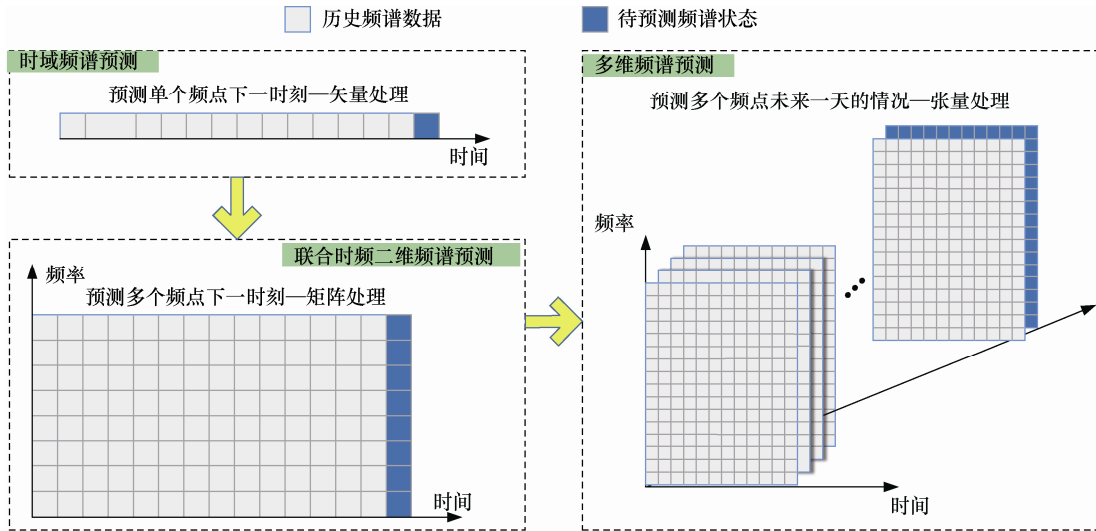 历史频谱数据
待预测频谱状态
时域频谱预测
预测单个频点下一时刻—矢量处理
时间
联合时频二维频谱预测
频率
预测多个频点下一时刻—矩阵处理
时间
多维频谱预测
预测多个频点未来一天的情况—张量处理
频率
时间